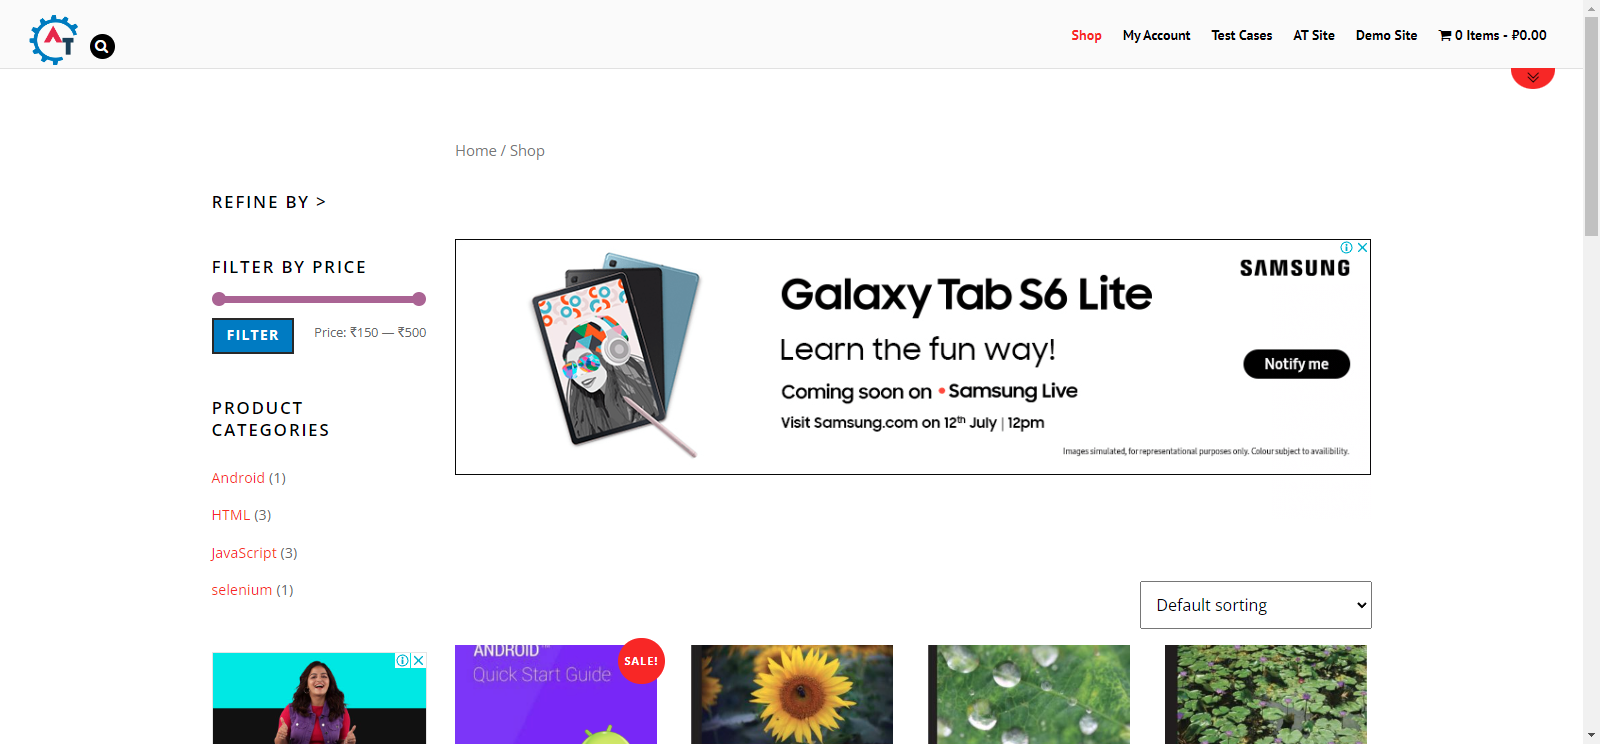 AT
Shop
My Account
Test Cases
AT Site
Demo Site
0 Items - ₽0.00
Home / Shop
REFINE BY >
FILTER BY PRICE
FILTER
Price: ₹150 — ₹500
PRODUCT
CATEGORIES
Android (1)
HTML (3)
JavaScript (3)
selenium (1)
SAMSUNG
Galaxy Tab S6 Lite
Learn the fun way!
Notify me
Coming soon on • Samsung Live
Visit Samsung.com on 12th July | 12pm
Images simulated, for representational purposes only. Colour subject to availibility.
Default sorting
ANDROID™
Quick Start Guide
SALE!